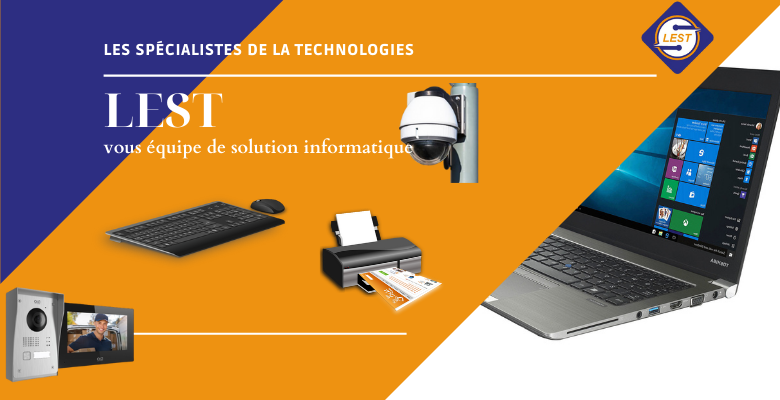 LES SPÉCIALISTES DE LA TECHNOLOGIES
LEST
LEST
vous équipe de solution informatique